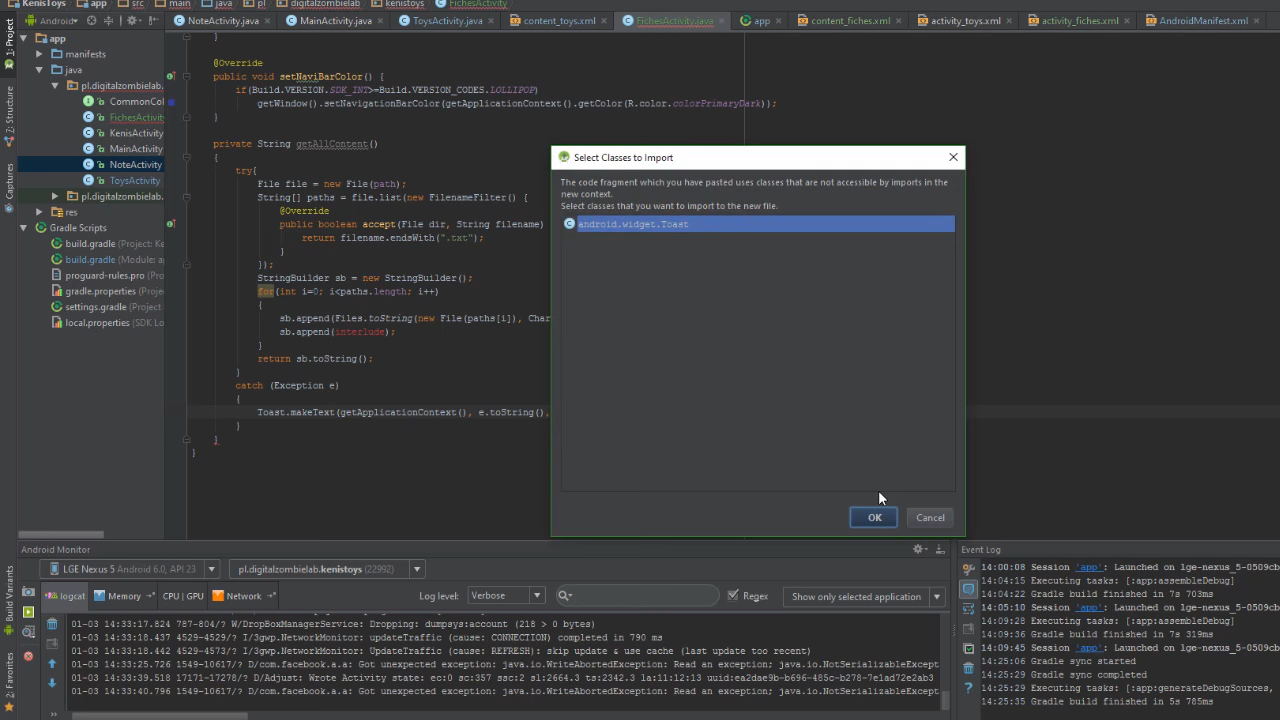 KenisToys app src main java pl digitalzombielab kenistoys FichesActivity
Android NoteActivity.java MainActivity.java ToysActivity.java content_toys.xml FichesActivity.java app content_fiches.xml activity_toys.xml activity_fiches.xml AndroidManifest.xml
1: Project
Z: Structure
Captures
Build Variants
2: Favorites
app
manifests
java
pl.digitalzombielab.
CommonCol
FichesActivity
KenisActivity
MainActivity
NoteActivity
ToysActivity
pl.digitalzombielab.
res
Gradle Scripts
build.gradle
build.gradle
proguard-rules.pro
gradle.properties
settings.gradle
local.properties (SDK L
}
@Override
public void setNaviBarColor() {
if(Build.VERSION.SDK_INT>=Build.VERSION_CODES.LOLLIPOP)
getWindow().setNavigationBarColor(getApplicationContext().getColor(R.color.colorPrimaryDark));
}
private String getAllContent()
{
try{
File file = new File(path);
String[] paths = file.list(new FilenameFilter() {
@Override
public boolean accept(File dir, String filename)
return filename.endsWith(".txt");
}
});
StringBuilder sb = new StringBuilder();
for(int i=0; i<paths.length; i++)
{
sb.append(Files.toString(new File(paths[i]), Char
sb.append(interlude);
}
return sb.toString();
}
catch (Exception e)
{
Toast.makeText(getApplicationContext(), e.toString(),
}
}
}
Select Classes to Import
The code fragment which you have pasted uses classes that are not accessible by imports in the
new context.
Select classes that you want to import to the new file.
android.widget.Toast
OK Cancel
Android Monitor
LGE Nexus 5 Android 6.0, API 23 pl.digitalzombielab.kenistoys (22992)
logcat Memory CPU | GPU Network Log level: Verbose Regex Show only selected application
01-03 14:33:17.824 787-804/? W/DropBoxManagerService: Dropping: dumpsys:account (218 > 0 bytes)
01-03 14:33:18.437 4529-4529/? I/3gwp.NetworkMonitor: updateTraffic (cause: CONNECTION) completed in 790 ms
01-03 14:33:18.442 4529-4573/? I/3gwp.NetworkMonitor: updateTraffic (cause: REFRESH): skip update & use cache (last update too recent)
01-03 14:33:25.726 1549-10617/? D/com.facebook.a.a: Got unexpected exception: java.io.WriteAbortedException: Read an exception; java.io.NotSerializableExcept
01-03 14:33:39.518 17171-17278/? D/Adjust: Wrote Activity state: ec:0 sc:357 ssc:2 sl:2664.3 ts:2342.3 la:11:12:13 uuid:ea2dae9b-b696-485c-b278-7e1ad72e2ab3
01-03 14:33:40.796 1549-10617/? D/com.facebook.a.a: Got unexpected exception: java.io.WriteAbortedException: Read an exception; java.io.NotSerializableExcept
Event Log
14:00:08 Session 'app': Launched on lge-nexus_5-0509cb
14:04:15 Executing tasks: [:app:assembleDebug]
14:04:22 Gradle build finished in 7s 703ms
14:05:10 Session 'app': Launched on lge-nexus_5-0509cb
14:09:28 Executing tasks: [:app:assembleDebug]
14:09:36 Gradle build finished in 7s 319ms
14:09:45 Session 'app': Launched on lge-nexus_5-0509cb
14:25:06 Gradle sync started
14:25:29 Gradle sync completed
14:25:29 Executing tasks: [:app:generateDebugSources,
14:25:35 Gradle build finished in 5s 785ms